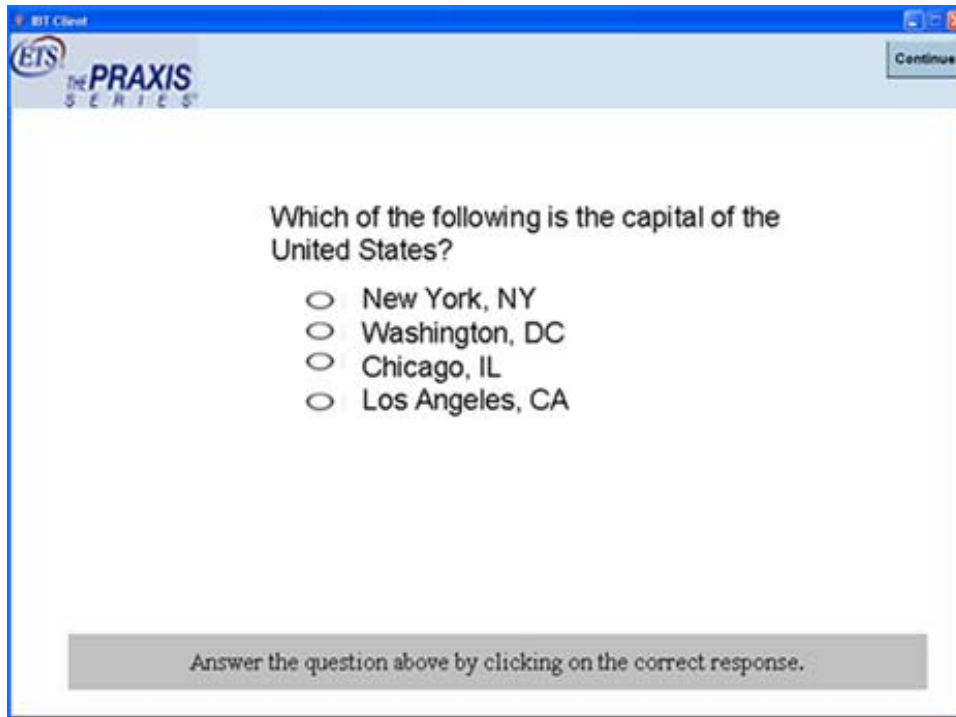 IBT Client
ETS
Continue
THE PRAXIS
SERIES®
Which of the following is the capital of the
United States?
New York, NY
Washington, DC
Chicago, IL
Los Angeles, CA
Answer the question above by clicking on the correct response.